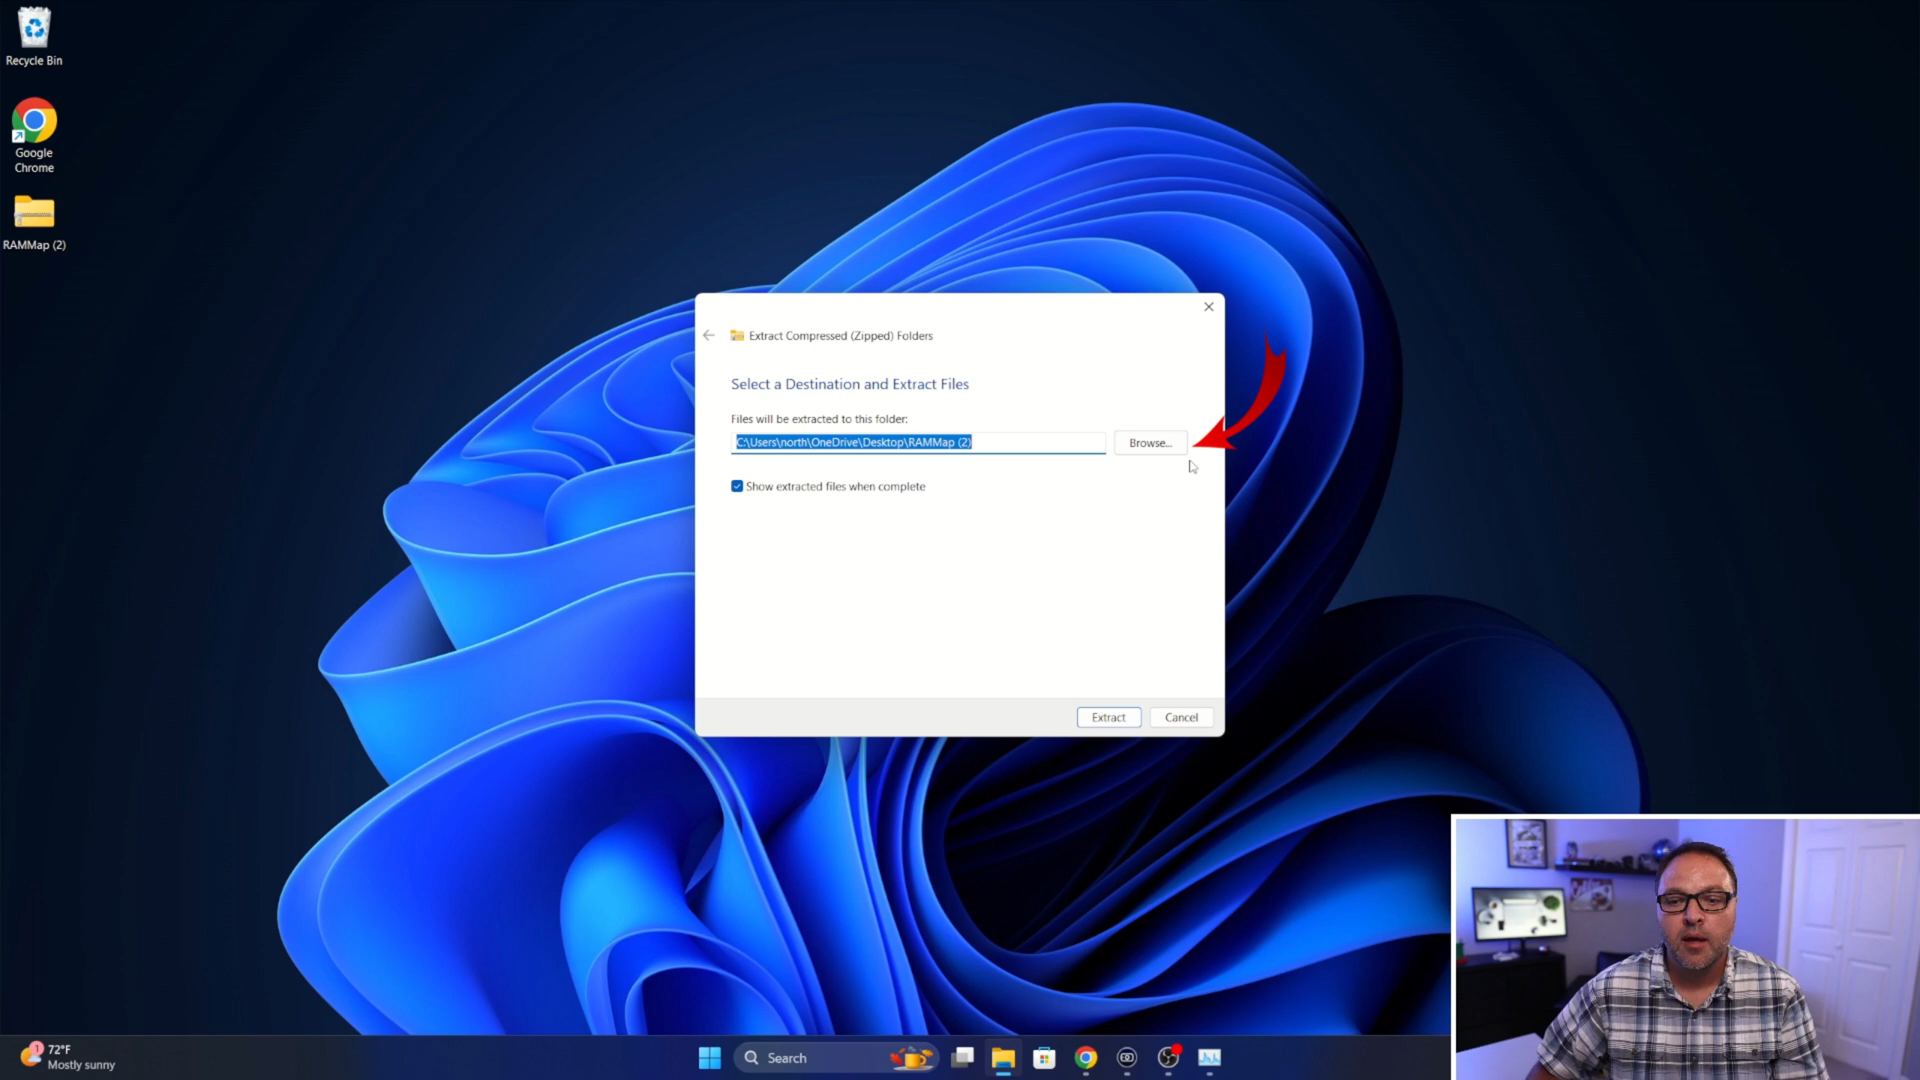 Recycle Bin
Google
Chrome
RAMMap (2)
Extract Compressed (Zipped) Folders
Select a Destination and Extract Files
Files will be extracted to this folder:
C:\Users\north\OneDrive\Desktop\RAMMap (2)
Browse...
Show extracted files when complete
Extract
Cancel
1
72°F
Mostly sunny
Search